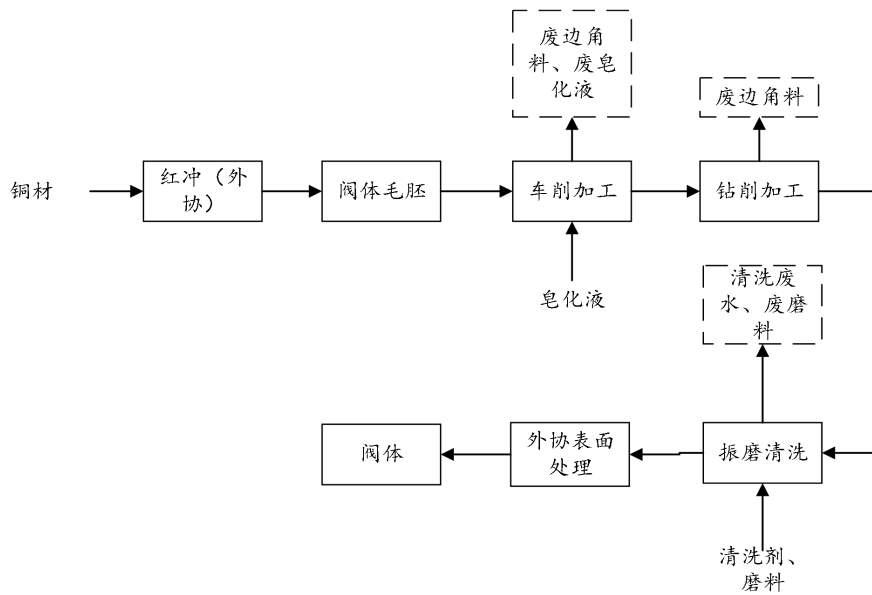 废边角
料、废皂
化液
废边角料
铜材
红冲（外
协）
阀体毛胚
车削加工
钻削加工
皂化液
清洗废
水、废磨
料
阀体
外协表面
处理
振磨清洗
清洗剂、
磨料